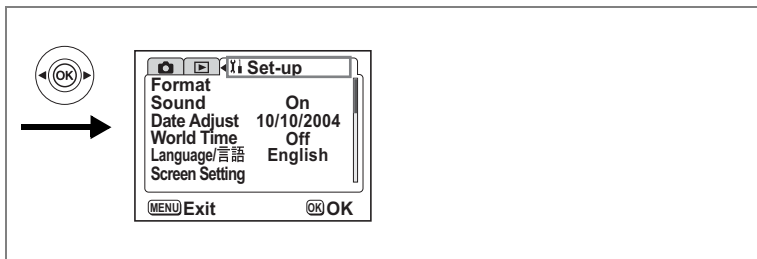 OK
Set-up
Format
Sound On
Date Adjust 10/10/2004
World Time Off
Language/言語 English
Screen Setting
MENU Exit OK OK